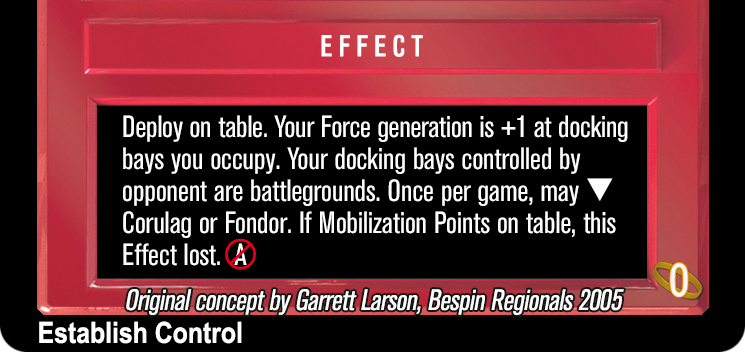 EFFECT
Deploy on table. Your Force generation is +1 at docking
bays you occupy. Your docking bays controlled by
opponent are battlegrounds. Once per game, may ▼
Corulag or Fondor. If Mobilization Points on table, this
Effect lost. A
0
Original concept by Garrett Larson, Bespin Regionals 2005
Establish Control